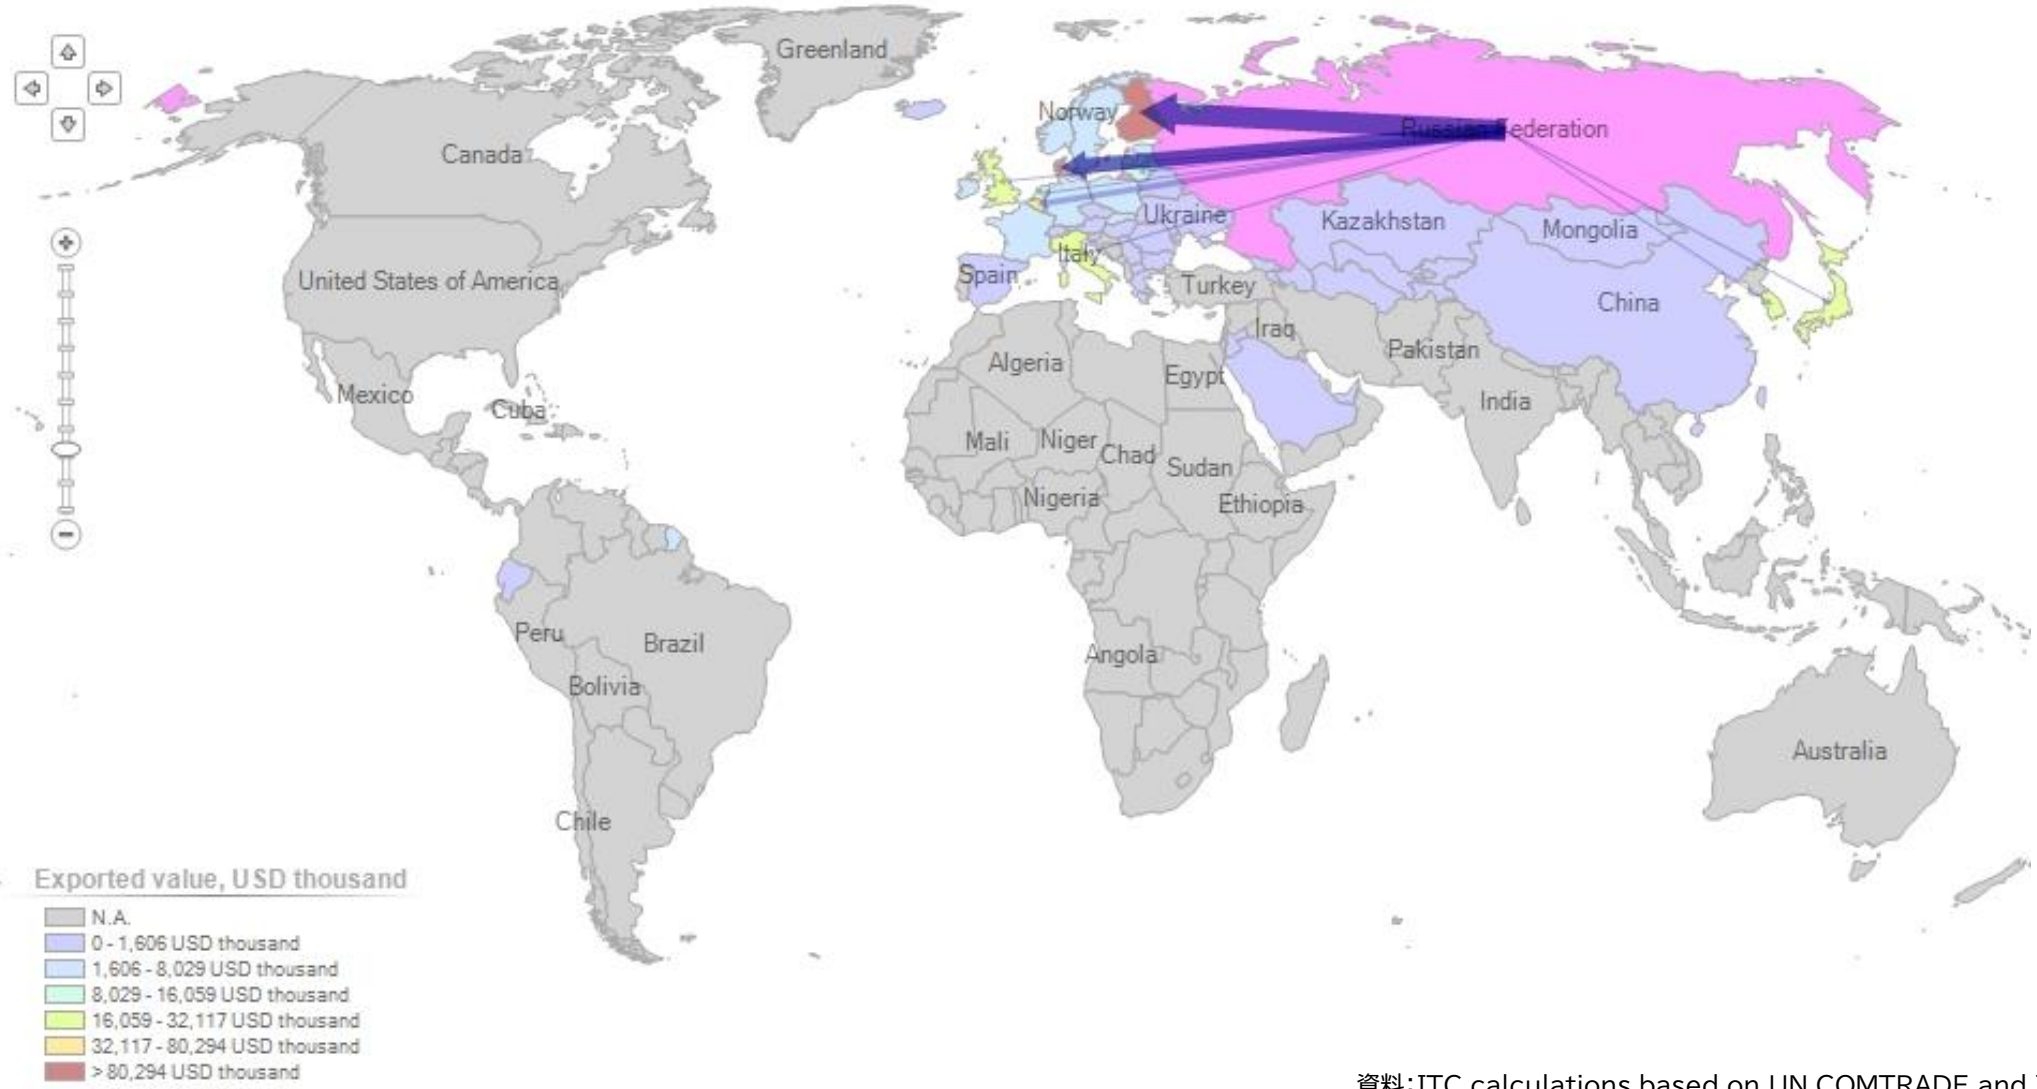 Greenland
Norway
Russian Federation
Canada
Ukraine
Kazakhstan
Mongolia
Italy
Spain
United States of America
Turkey
China
Iraq
Pakistan
Algeria
Egypt
India
Mexico
Cuba
Mali
Niger
Chad
Sudan
Nigeria
Ethiopia
Peru
Brazil
Angola
Bolivia
Australia
Chile
Exported value, USD thousand
N.A.
0 - 1,606 USD thousand
1,606 - 8,029 USD thousand
8,029 - 16,059 USD thousand
16,059 - 32,117 USD thousand
32,117 - 80,294 USD thousand
> 80,294 USD thousand
資料：ITC calculations based on UN COMTRADE and